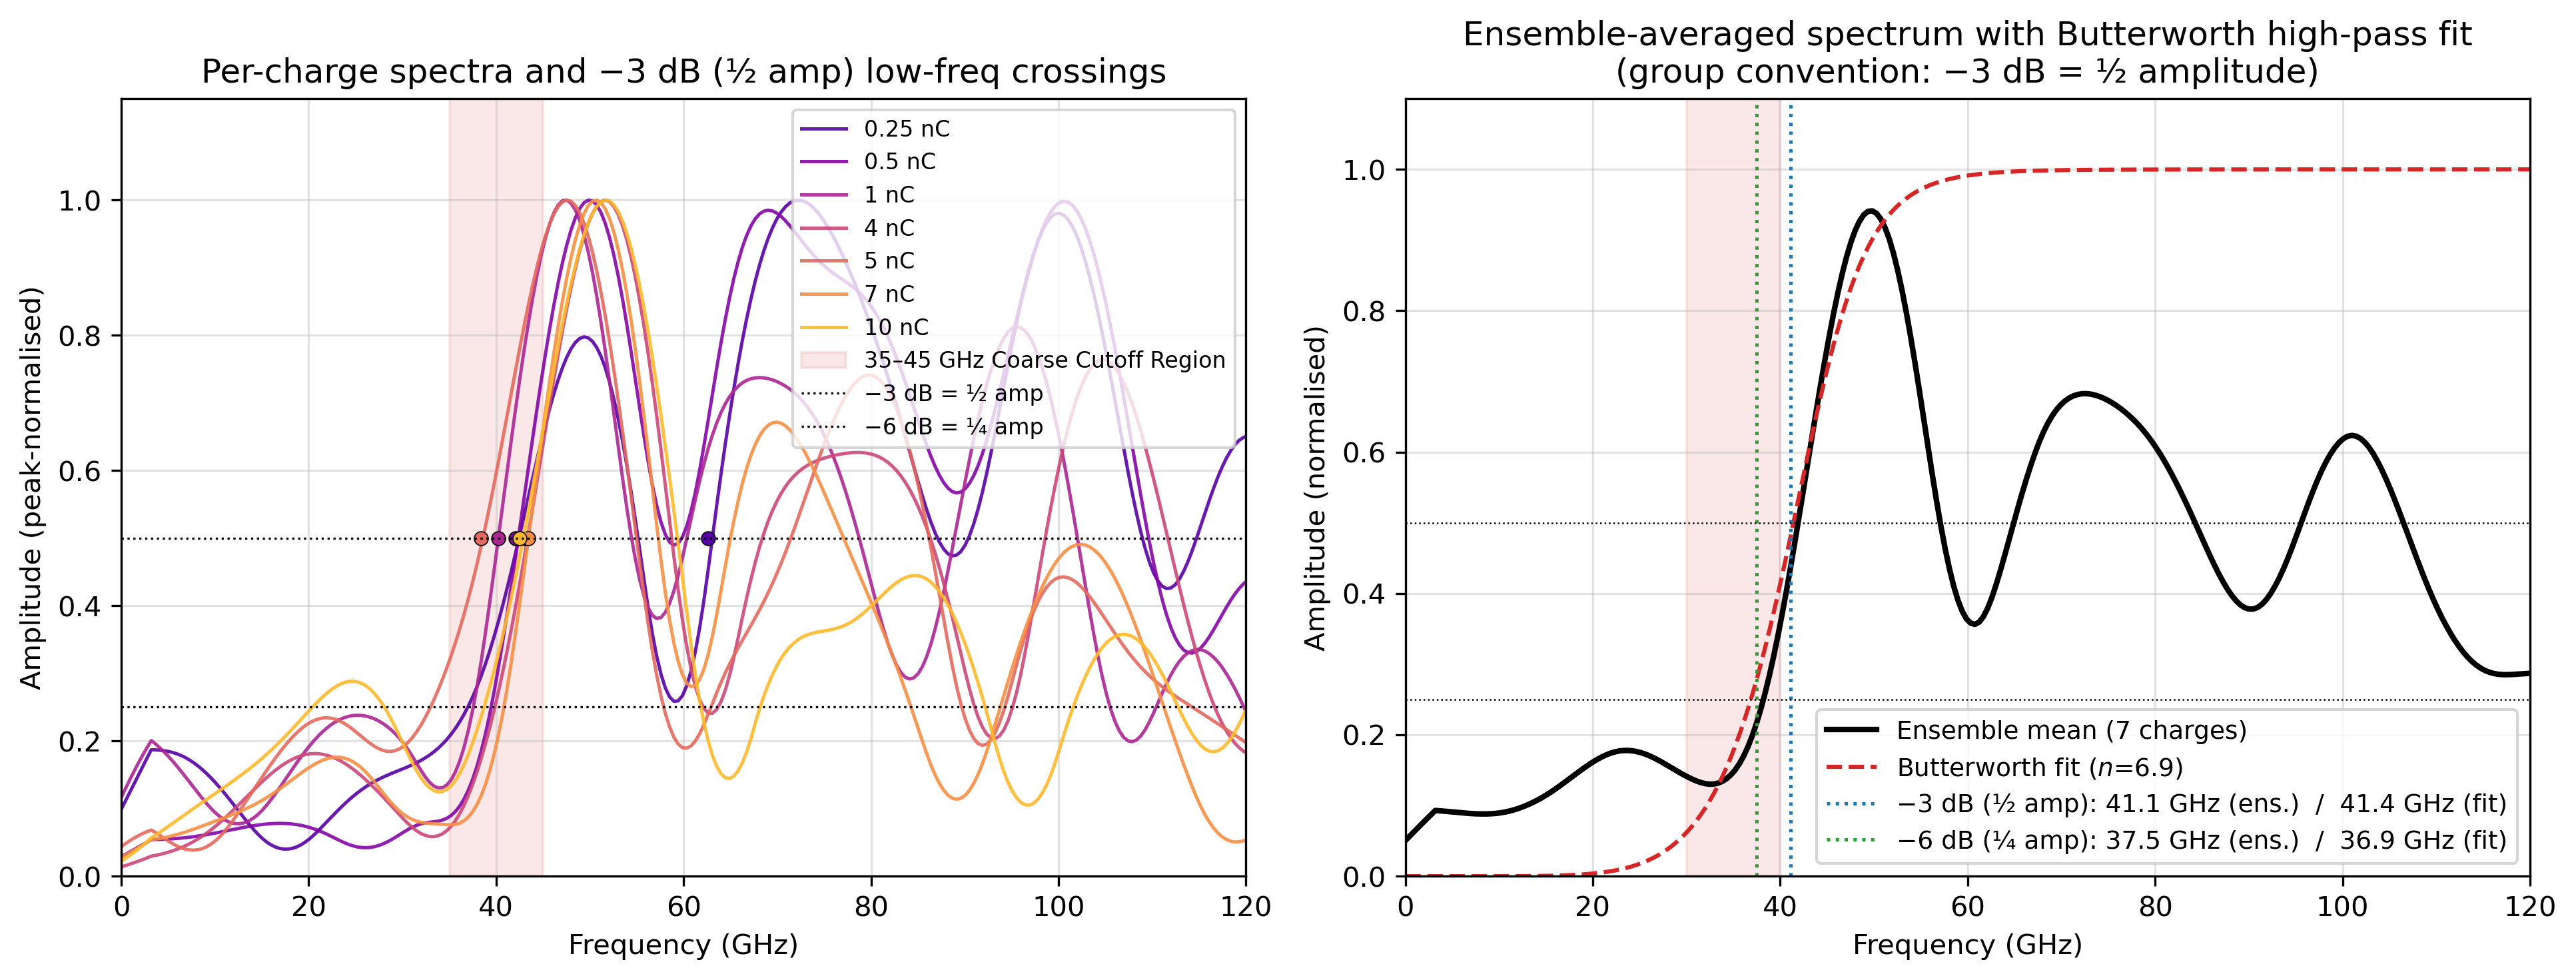 Per-charge spectra and −3 dB (½ amp) low-freq crossings
Amplitude (peak-normalised)
1.0
0.8
0.6
0.4
0.2
0.0
0.25 nC
0.5 nC
1 nC
4 nC
5 nC
7 nC
10 nC
35–45 GHz Coarse Cutoff Region
−3 dB = ½ amp
−6 dB = ¼ amp
0 20 40 60 80 100 120
Frequency (GHz)
Ensemble-averaged spectrum with Butterworth high-pass fit
(group convention: −3 dB = ½ amplitude)
Amplitude (normalised)
1.0
0.8
0.6
0.4
0.2
0.0
Ensemble mean (7 charges)
Butterworth fit (n=6.9)
−3 dB (½ amp): 41.1 GHz (ens.) / 41.4 GHz (fit)
−6 dB (¼ amp): 37.5 GHz (ens.) / 36.9 GHz (fit)
0 20 40 60 80 100 120
Frequency (GHz)